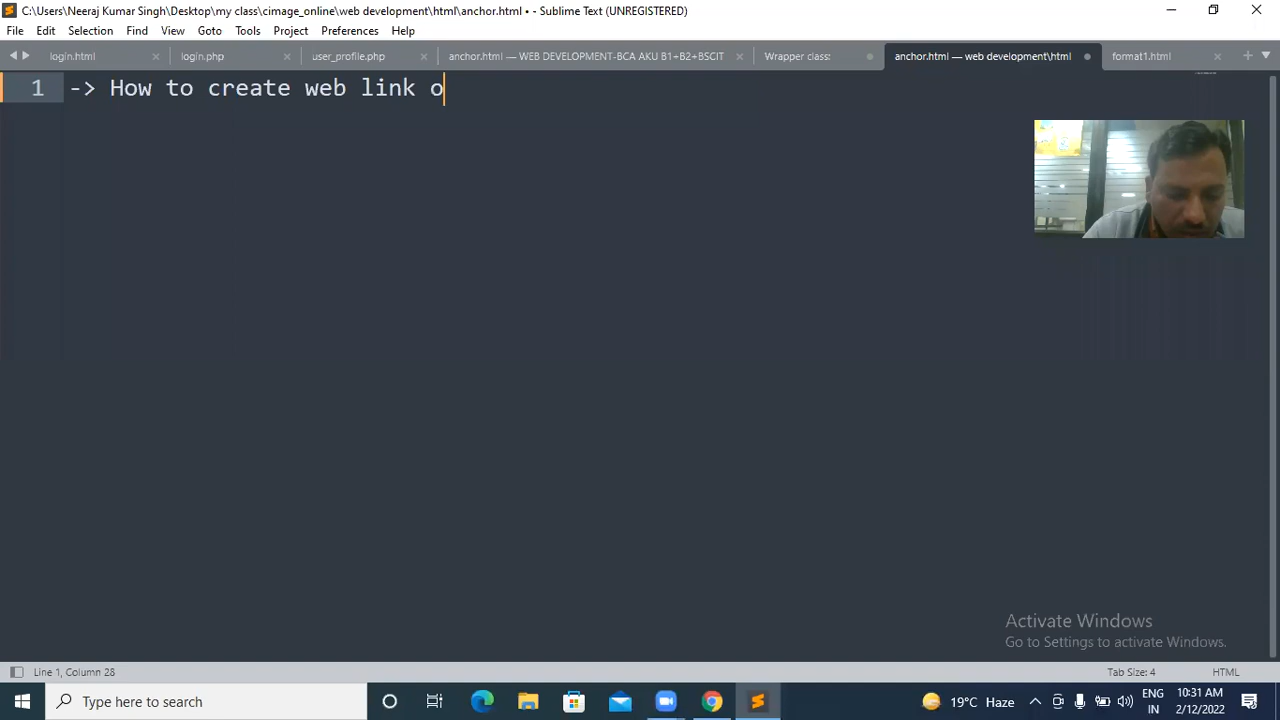 C:\Users\Neeraj Kumar Singh\Desktop\my class\cimage_online\web development\html\anchor.html • - Sublime Text (UNREGISTERED)
File Edit Selection Find View Goto Tools Project Preferences Help
login.html login.php user_profile.php anchor.html — WEB DEVELOPMENT-BCA AKU B1+B2+BSCIT Wrapper class: anchor.html — web development\html format1.html
1 -> How to create web link o
Activate Windows
Go to Settings to activate Windows.
Line 1, Column 28 Tab Size: 4 HTML
Type here to search 19°C Haze ENG IN 10:31 AM 2/12/2022